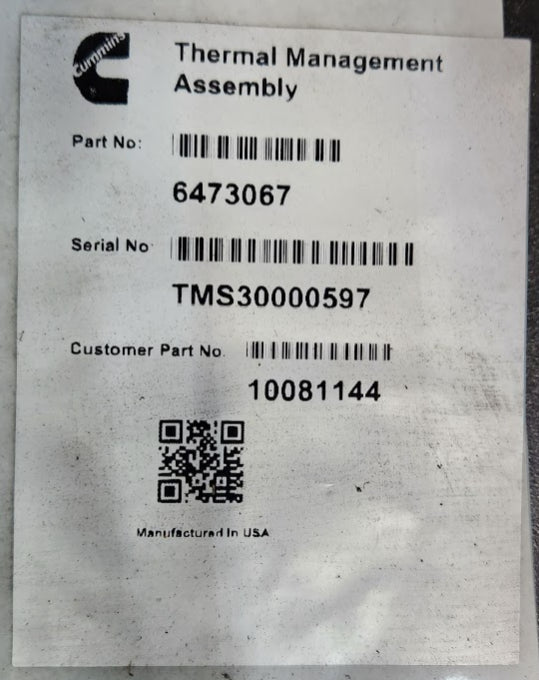 Cummins
Thermal Management
Assembly
Part No:
6473067
Serial No
TMS30000597
Customer Part No.
10081144
Manufactured In USA